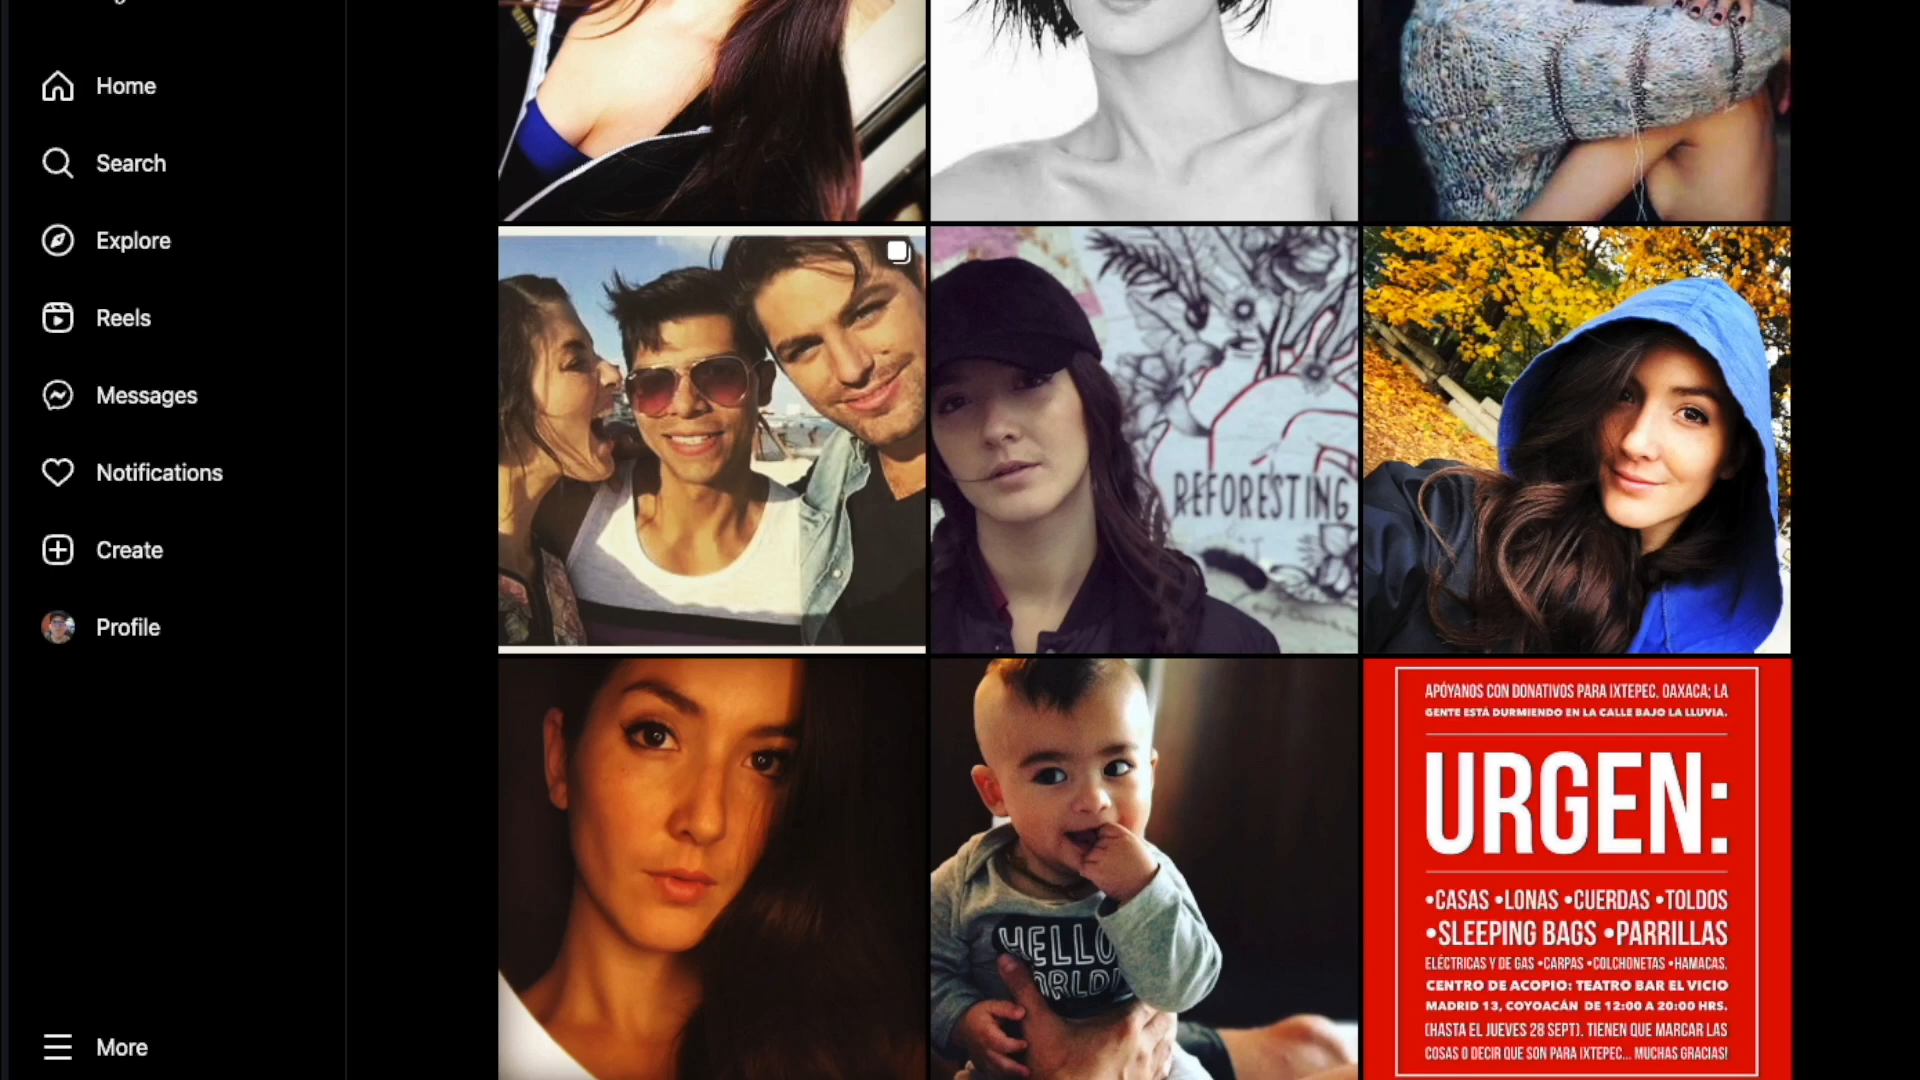 Home
Search
Explore
Reels
Messages
Notifications
Create
Profile
More
REFORESTING
HELLO
APÓYANOS CON DONATIVOS PARA IXTEPEC. OAXACA; LA
GENTE ESTÁ DURMIENDO EN LA CALLE BAJO LA LLUVIA.
URGEN:
•CASAS •LONAS •CUERDAS •TOLDOS
•SLEEPING BAGS •PARRILLAS
ELÉCTRICAS Y DE GAS •CARPAS •COLCHONETAS •HAMACAS.
CENTRO DE ACOPIO: TEATRO BAR EL VICIO
MADRID 13, COYOACÁN DE 12:00 A 20:00 HRS.
(HASTA EL JUEVES 28 SEPT). TIENEN QUE MARCAR LAS
COSAS O DECIR QUE SON PARA IXTEPEC... MUCHAS GRACIAS!